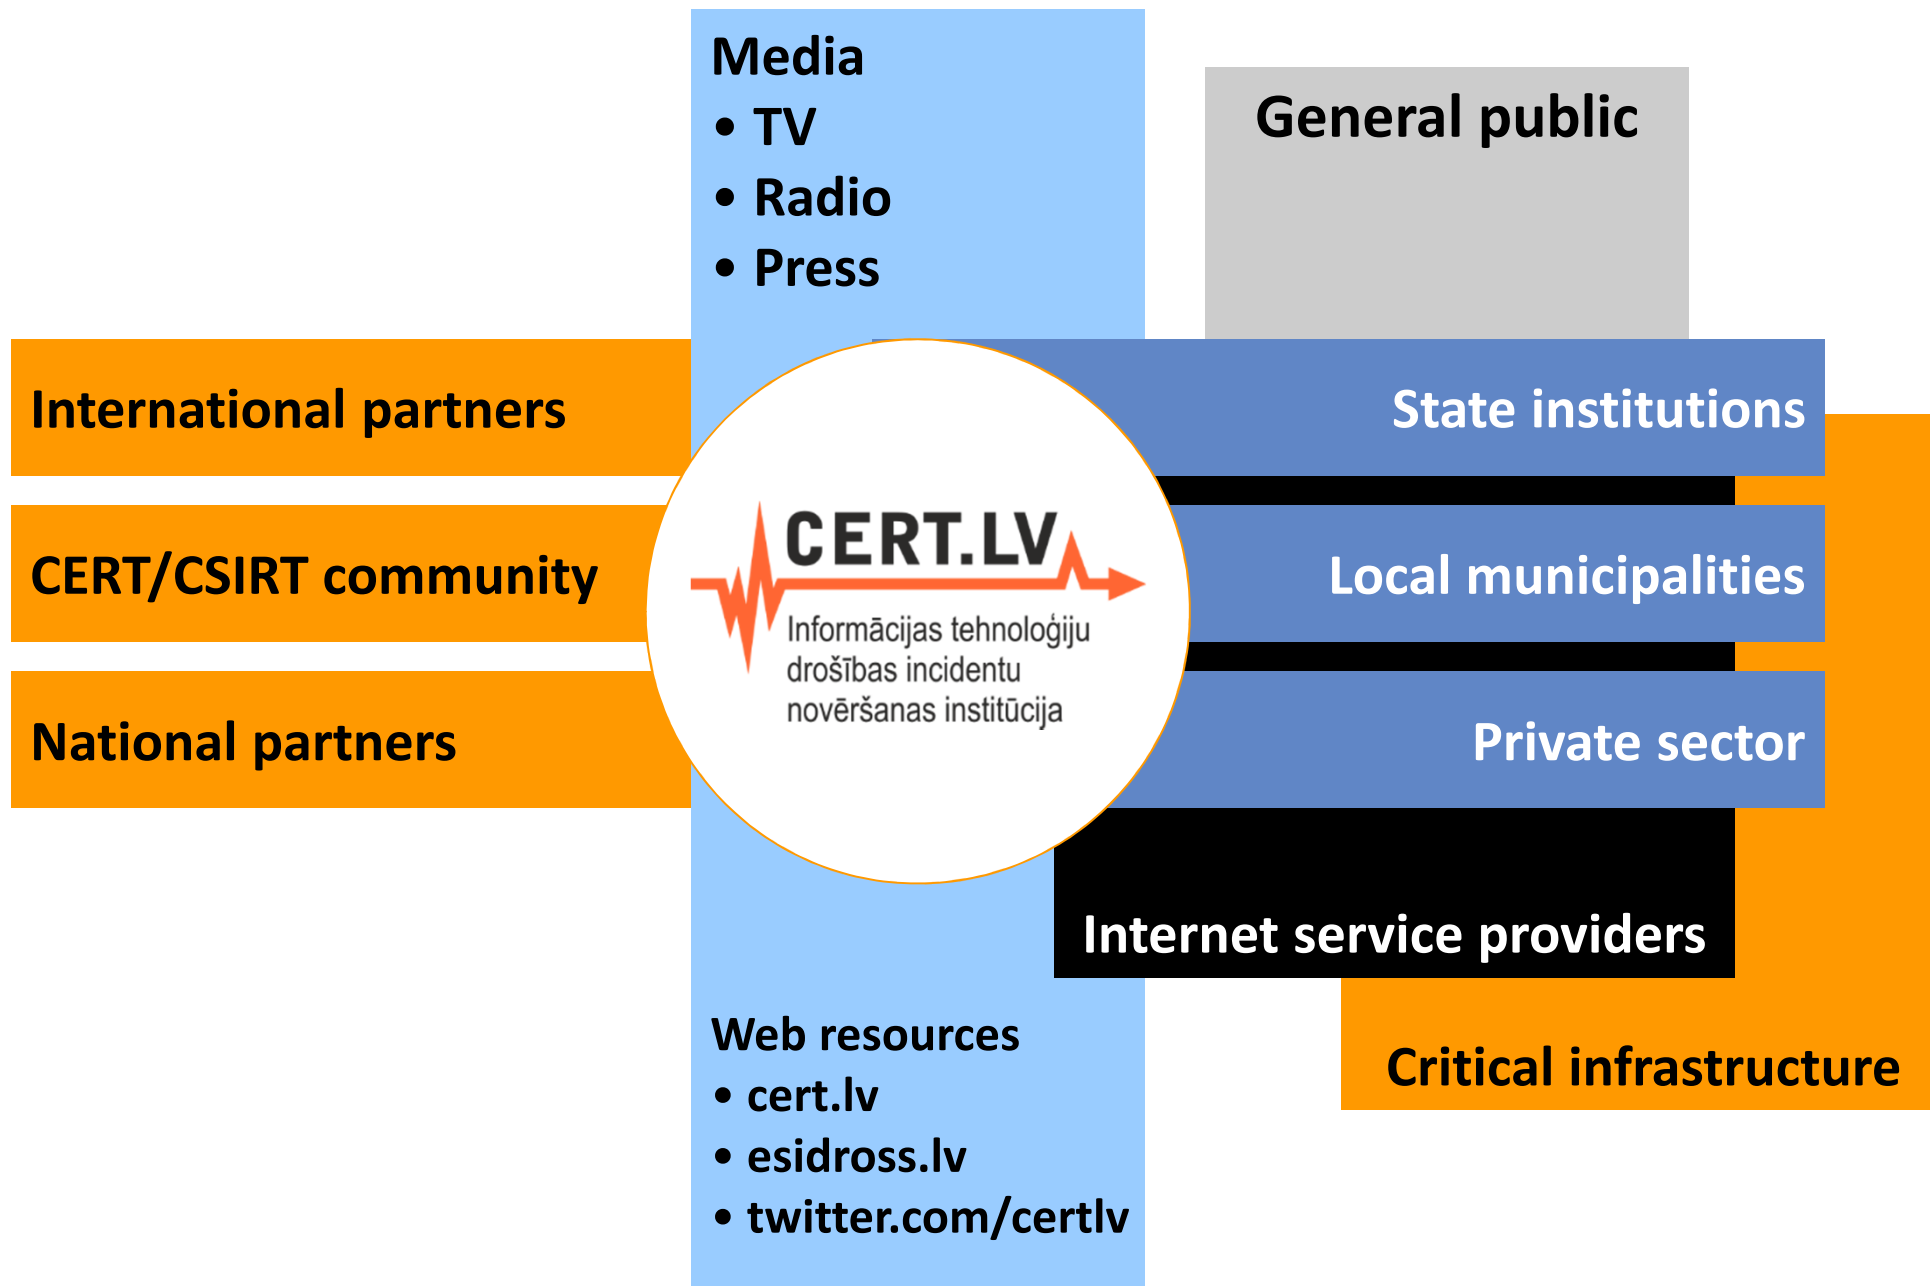 Media
• TV
• Radio
• Press
General public
International partners
CERT/CSIRT community
National partners
CERT.LV
Informācijas tehnoloģiju
drošības incidentu
novēršanas institūcija
State institutions
Local municipalities
Private sector
Internet service providers
Critical infrastructure
Web resources
• cert.lv
• esidross.lv
• twitter.com/certlv